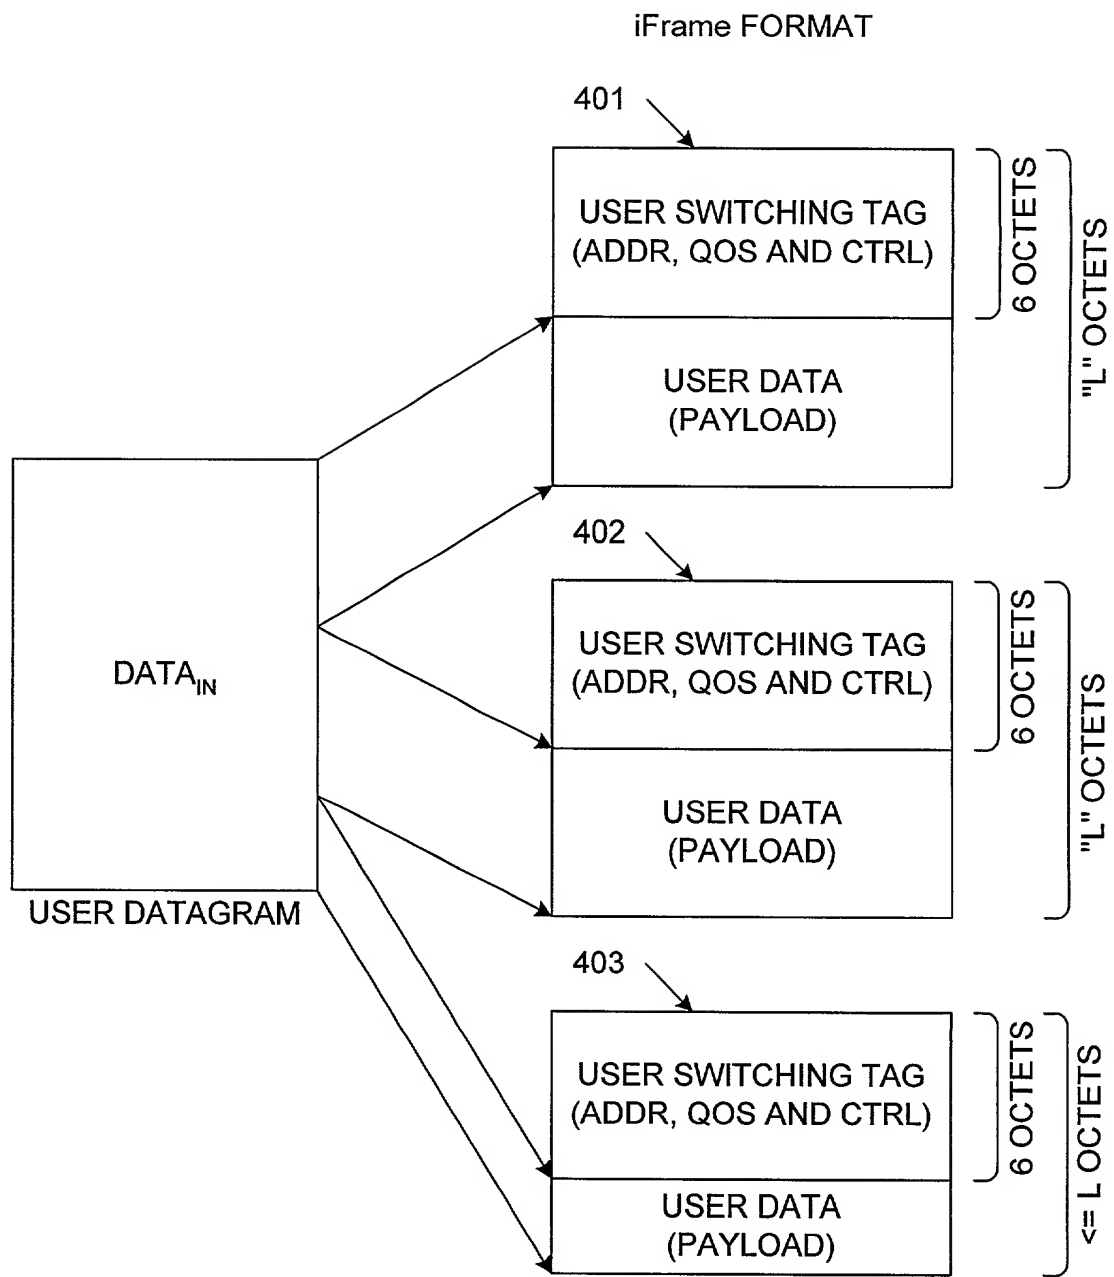 iFrame FORMAT
401
USER SWITCHING TAG
(ADDR, QOS AND CTRL)
6 OCTETS
"L" OCTETS
USER DATA
(PAYLOAD)
402
USER SWITCHING TAG
(ADDR, QOS AND CTRL)
6 OCTETS
"L" OCTETS
USER DATA
(PAYLOAD)
DATAIN
USER DATAGRAM
403
USER SWITCHING TAG
(ADDR, QOS AND CTRL)
6 OCTETS
<= L OCTETS
USER DATA
(PAYLOAD)